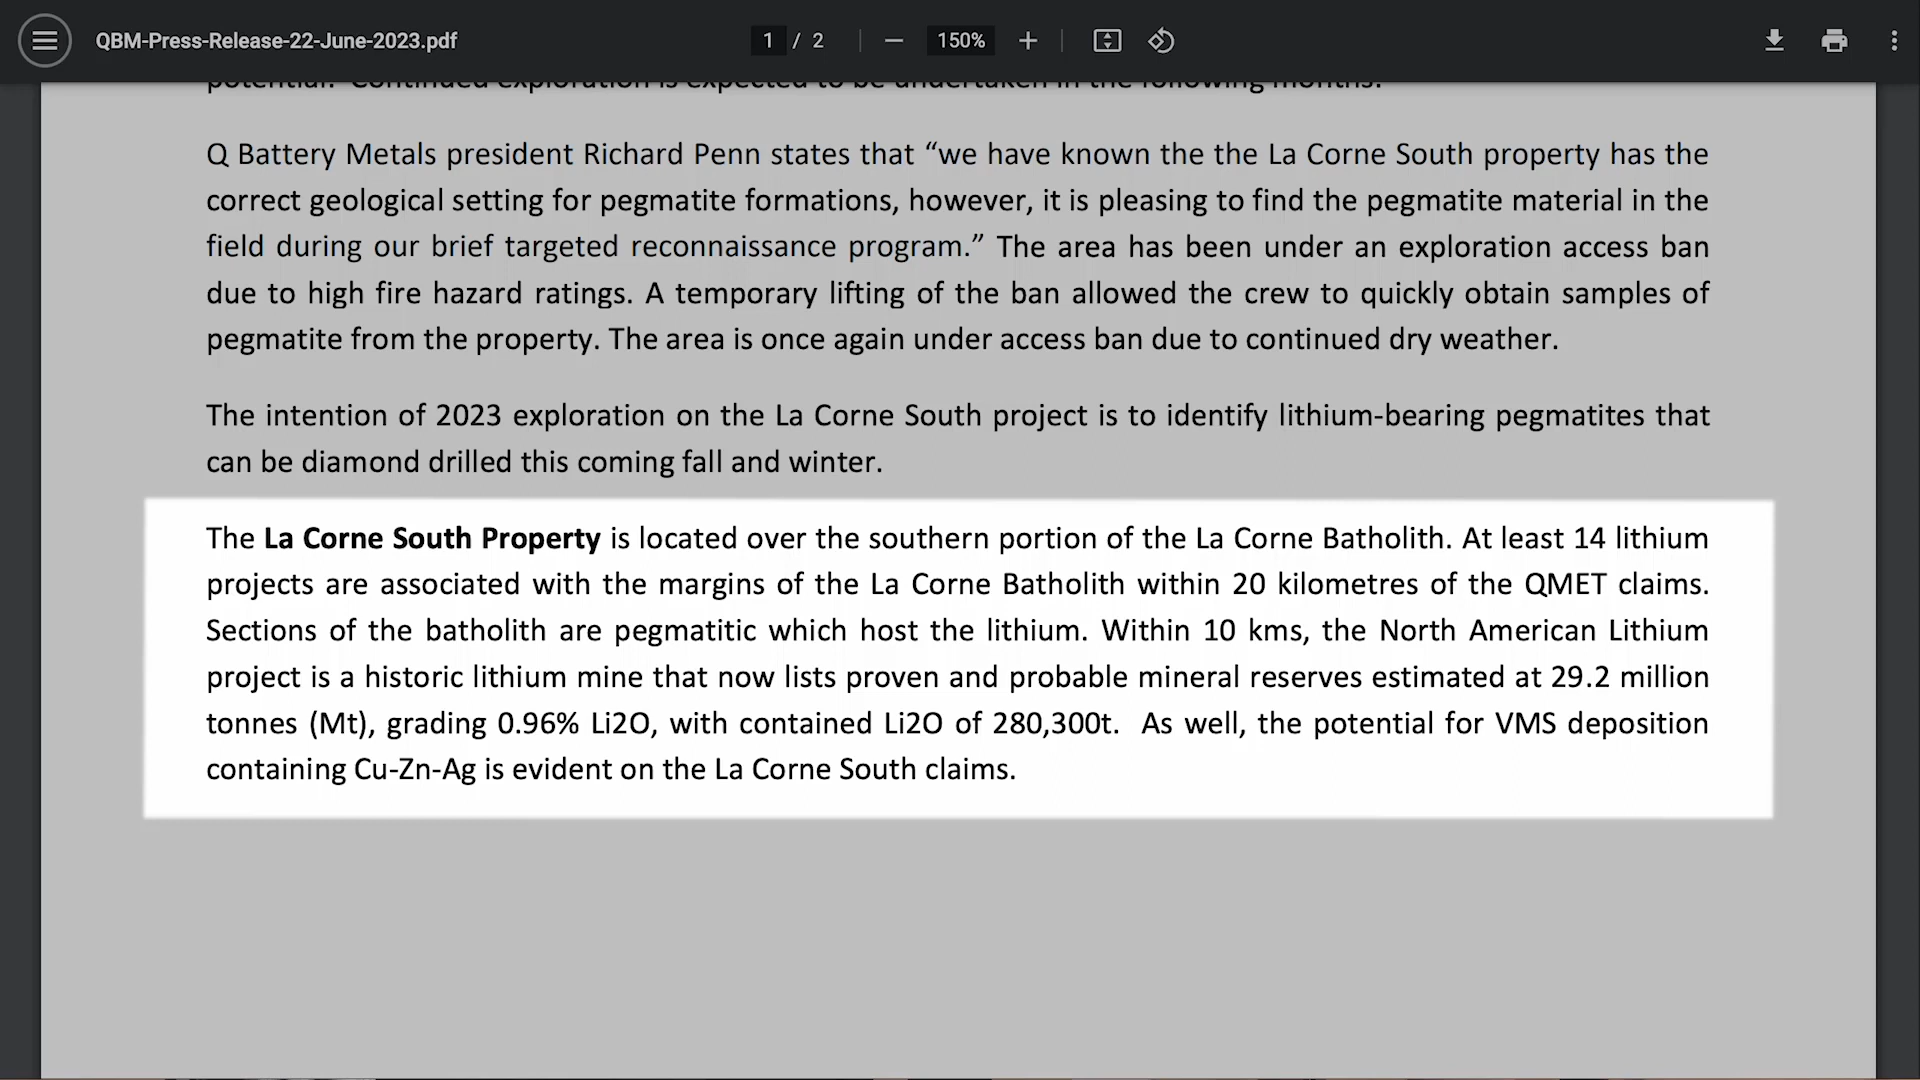 QBM-Press-Release-22-June-2023.pdf
1 / 2
150%
potential. Continued exploration is expected to be undertaken in the following months.
Q Battery Metals president Richard Penn states that “we have known the the La Corne South property has the
correct geological setting for pegmatite formations, however, it is pleasing to find the pegmatite material in the
field during our brief targeted reconnaissance program.” The area has been under an exploration access ban
due to high fire hazard ratings. A temporary lifting of the ban allowed the crew to quickly obtain samples of
pegmatite from the property. The area is once again under access ban due to continued dry weather.
The intention of 2023 exploration on the La Corne South project is to identify lithium-bearing pegmatites that
can be diamond drilled this coming fall and winter.
The La Corne South Property is located over the southern portion of the La Corne Batholith. At least 14 lithium
projects are associated with the margins of the La Corne Batholith within 20 kilometres of the QMET claims.
Sections of the batholith are pegmatitic which host the lithium. Within 10 kms, the North American Lithium
project is a historic lithium mine that now lists proven and probable mineral reserves estimated at 29.2 million
tonnes (Mt), grading 0.96% Li2O, with contained Li2O of 280,300t. As well, the potential for VMS deposition
containing Cu-Zn-Ag is evident on the La Corne South claims.